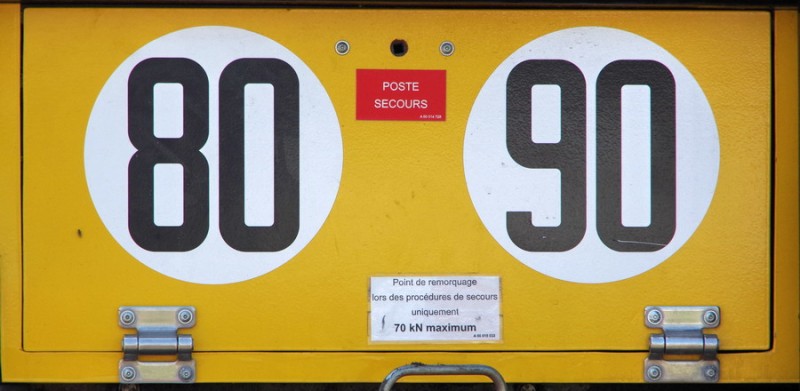 80
90
POSTE
SECOURS
Point de remorquage
lors des procédures de secours
uniquement
70 kN maximum